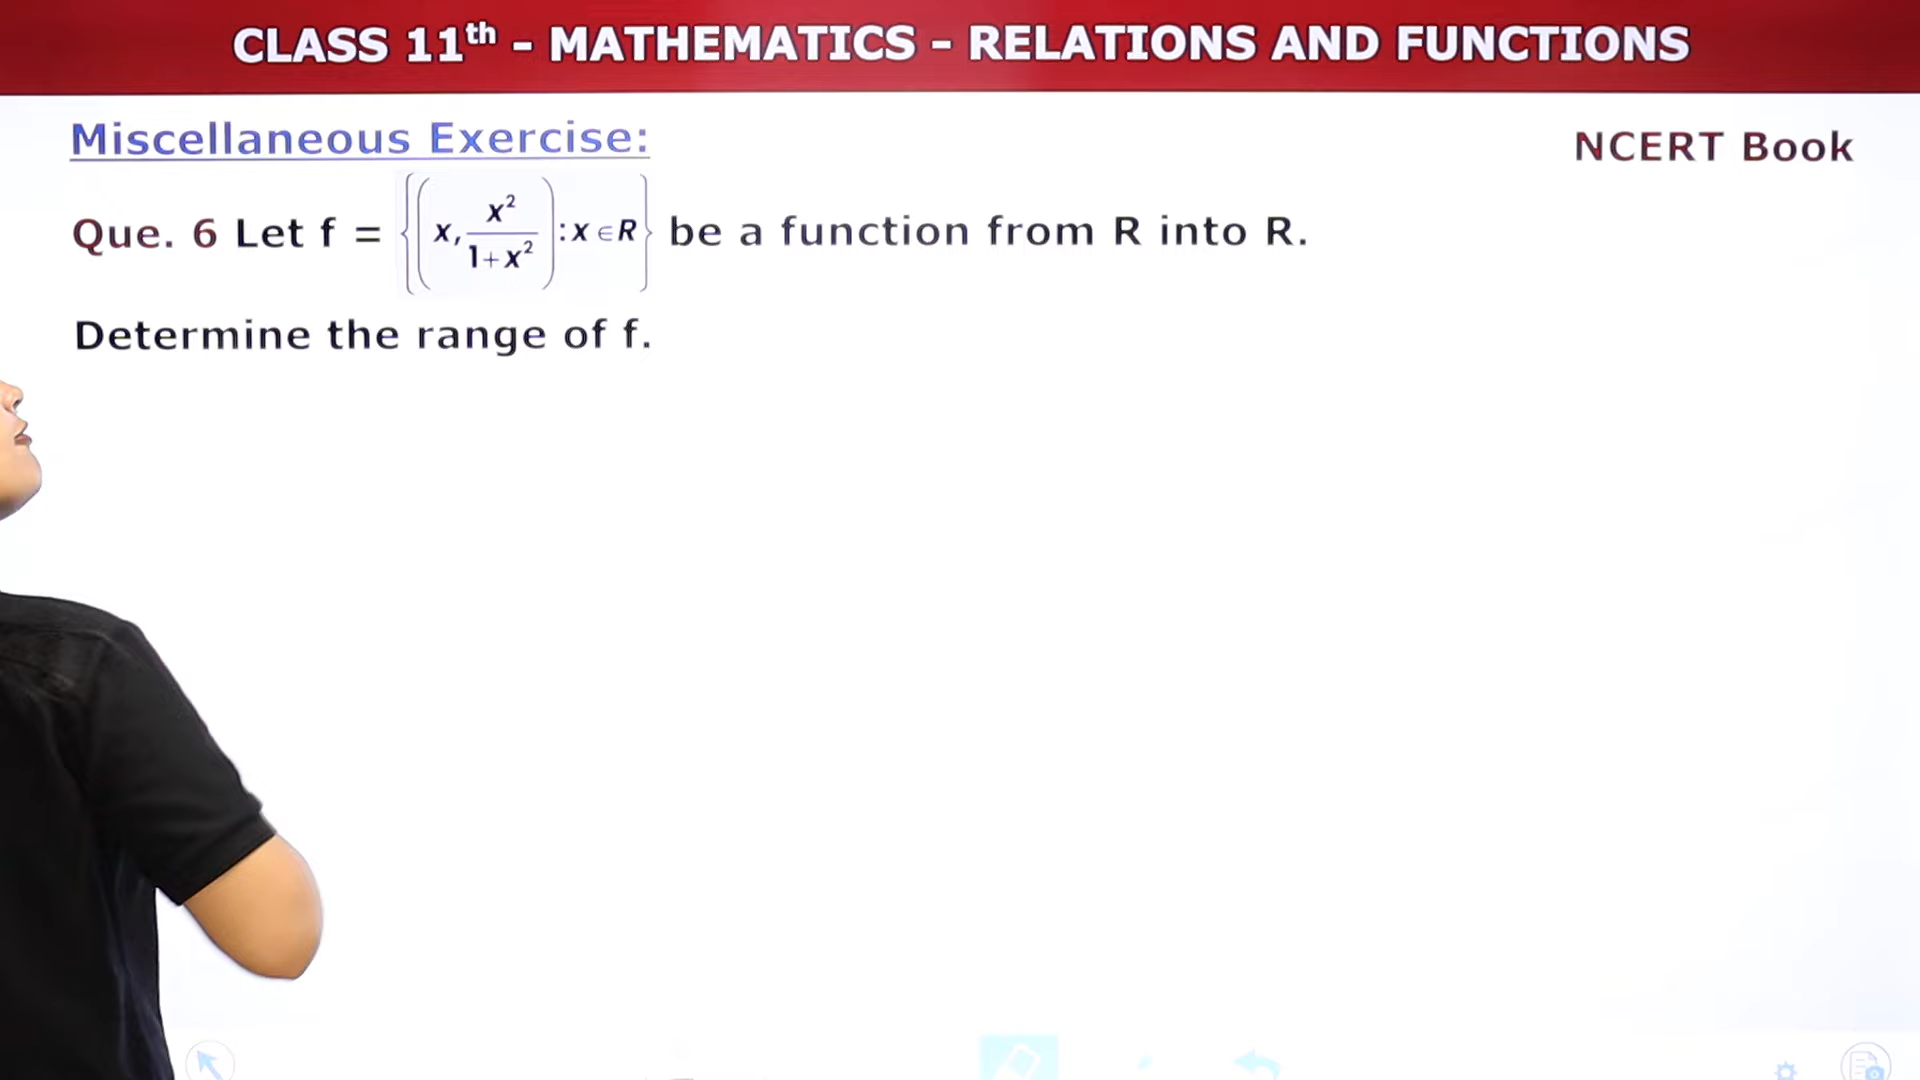 CLASS 11th - MATHEMATICS - RELATIONS AND FUNCTIONS
Miscellaneous Exercise:
NCERT Book
Que. 6 Let f = {(x, x²/1+x²) : x ∈ R} be a function from R into R.
Determine the range of f.